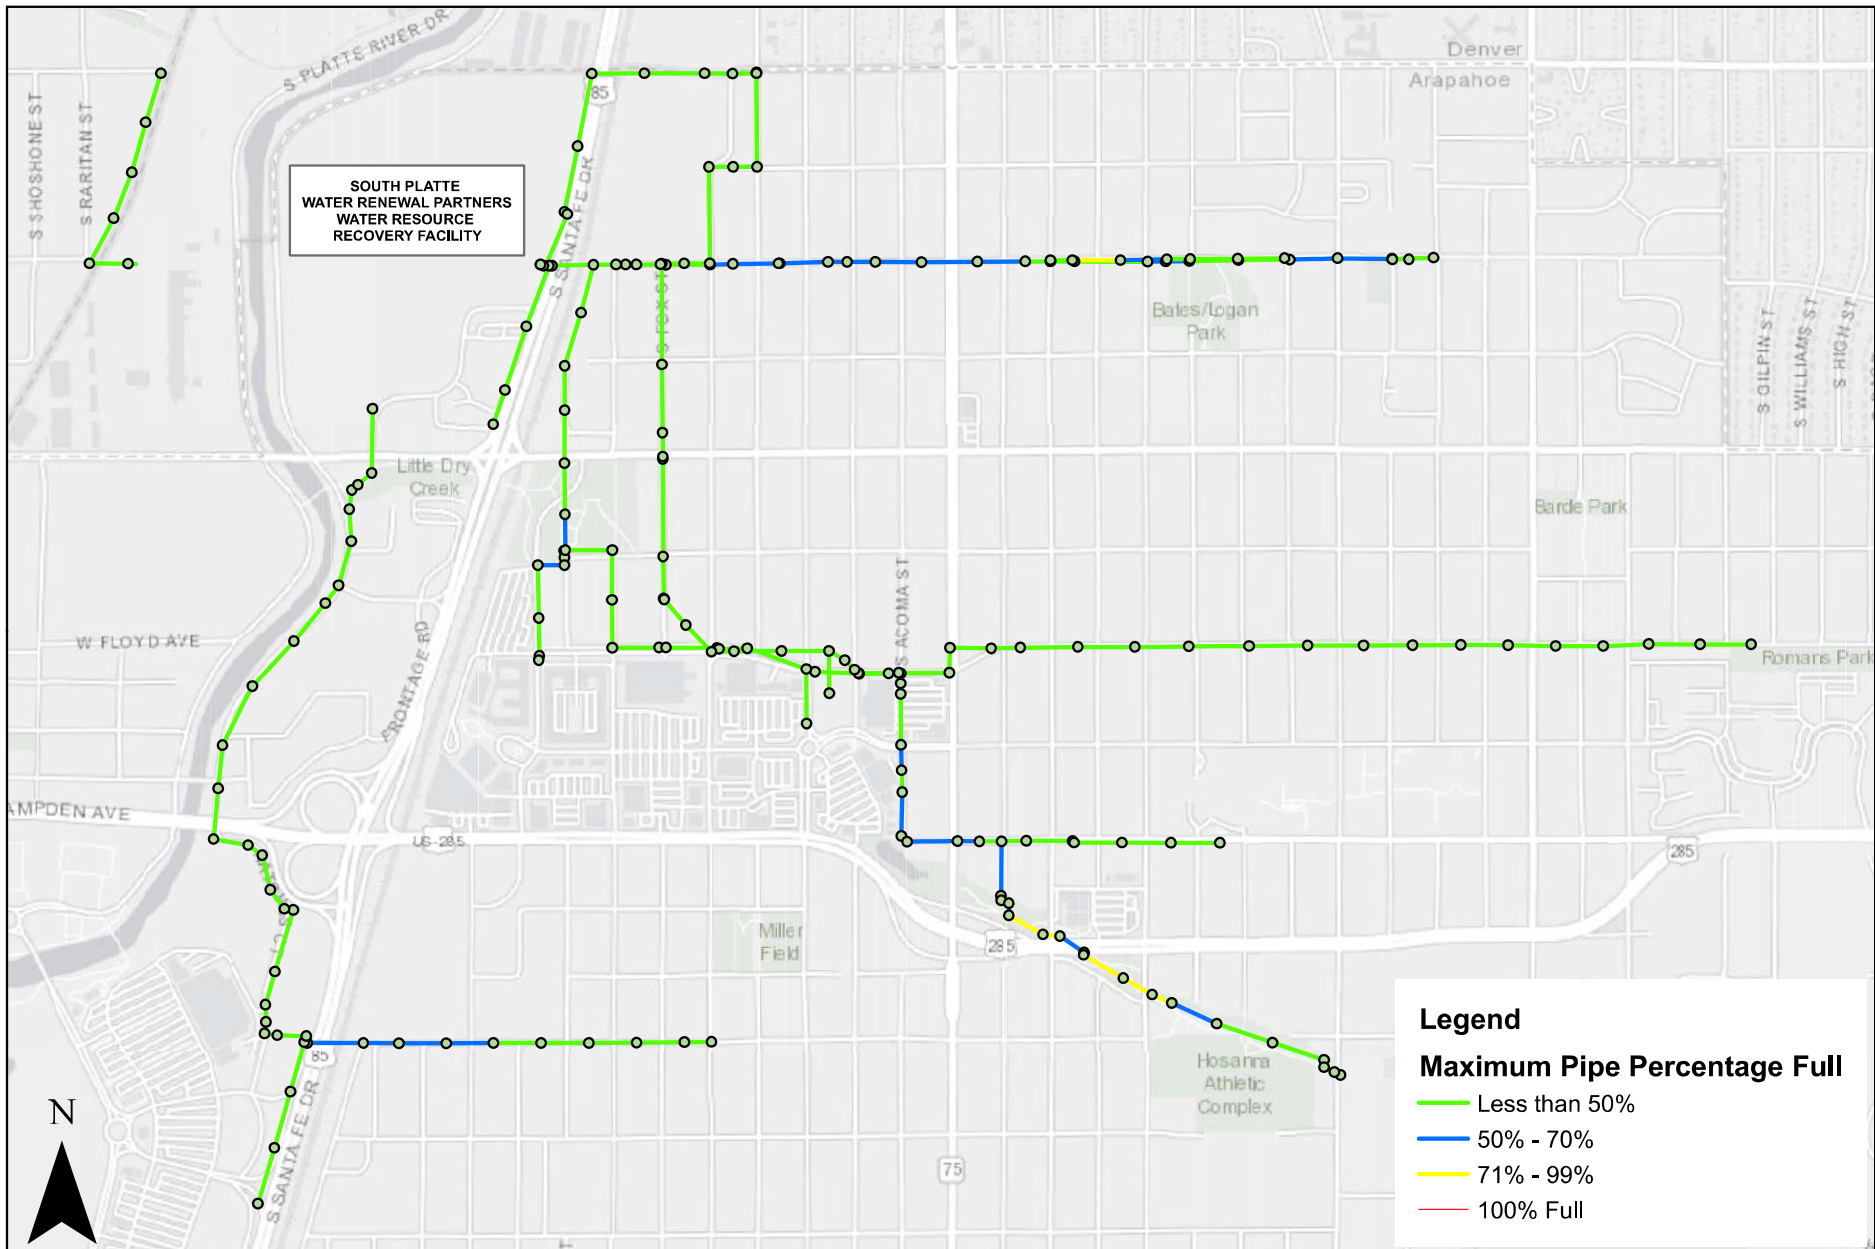 S PLATTE RIVER DR
Denver
Arapahoe
85
S SHOSHONE ST
S RARITAN ST
SOUTH PLATTE
WATER RENEWAL PARTNERS
WATER RESOURCE
RECOVERY FACILITY
S SANTA FE DR
S FOX ST
Bates/Logan
Park
S GILPIN ST
S WILLIAMS ST
S HIGH ST
Little Dry
Creek
Barde Park
S ACOMA ST
W FLOYD AVE
FRONTAGE RD
Romans Park
AMPDEN AVE
US-285
285
Miller
Field
285
Hosanna
Athletic
Complex
85
S SANTA FE DR
75
N
Legend
Maximum Pipe Percentage Full
Less than 50%
50% - 70%
71% - 99%
100% Full